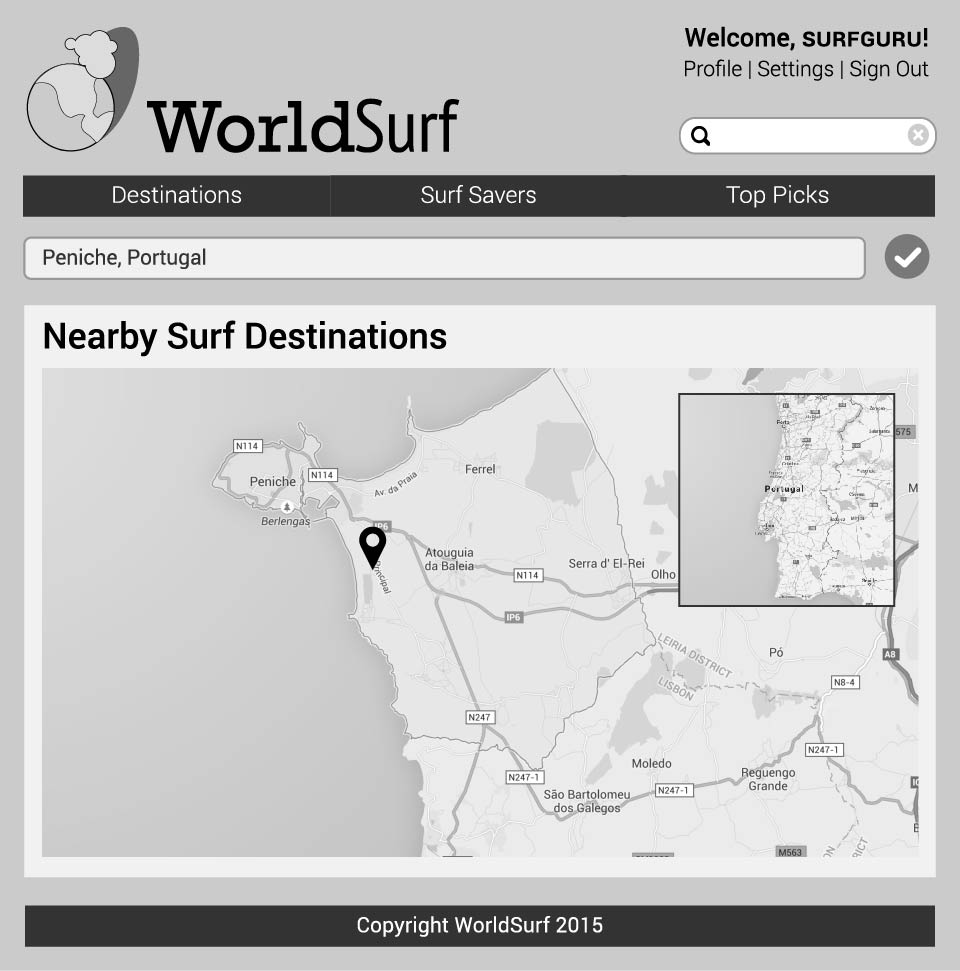 Welcome, SURFGURU!
Profile | Settings | Sign Out
WorldSurf
Destinations
Surf Savers
Top Picks
Peniche, Portugal
Nearby Surf Destinations
N114
N114
Peniche
Av. da Praia
Ferrel
Berlengas
IP6
Principal
Atouguia
da Baleia
N114
Serra d' El-Rei
Olho
IP6
Porto
Portugal
575
M
LEIRIA DISTRICT
LISBON
Pó
A8
N8-4
N247
N247-1
Moledo
N247-1
Reguengo
Grande
N247-1
São Bartolomeu
dos Galegos
M563
Copyright WorldSurf 2015